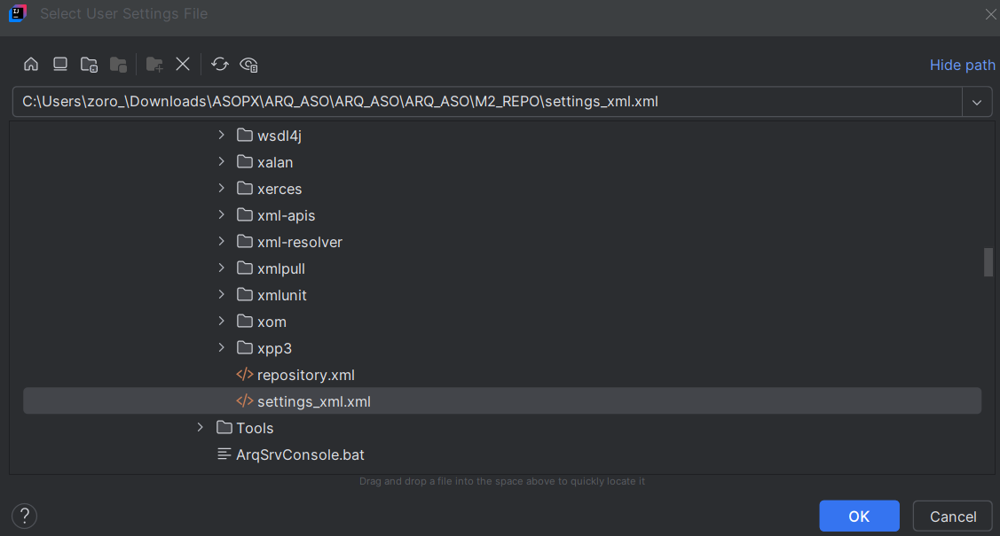 Select User Settings File
Hide path
C:\Users\zoro_\Downloads\ASOPX\ARQ_ASO\ARQ_ASO\ARQ_ASO\M2_REPO\settings_xml.xml
wsdl4j
xalan
xerces
xml-apis
xml-resolver
xmlpull
xmlunit
xom
xpp3
</> repository.xml
</> settings_xml.xml
Tools
ArqSrvConsole.bat
Drag and drop a file into the space above to quickly locate it
? OK Cancel